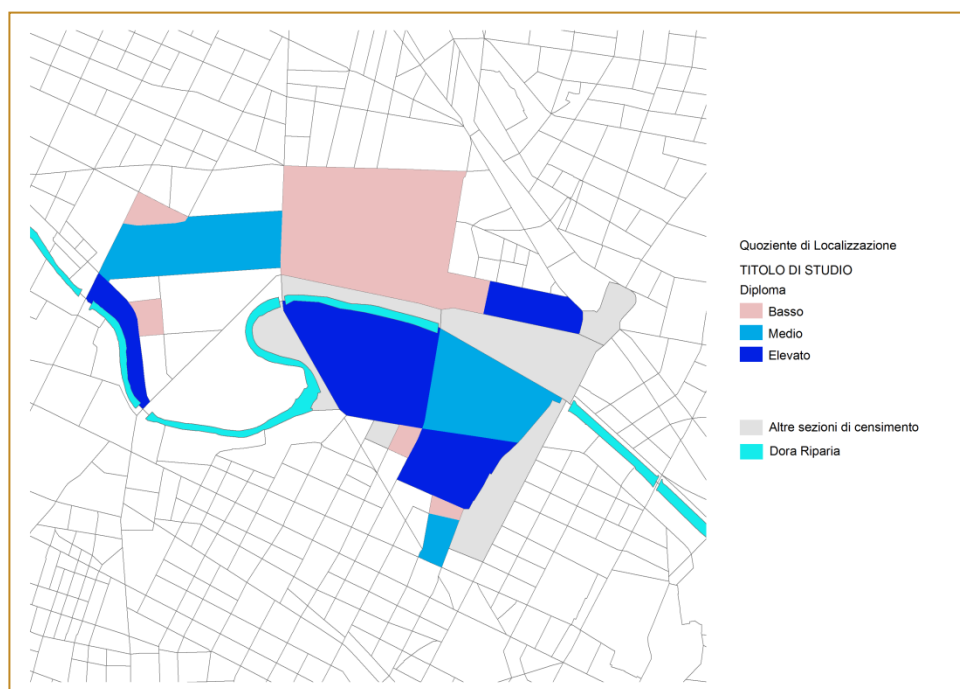 Quoziente di Localizzazione
TITOLO DI STUDIO
Diploma
Basso
Medio
Elevato
Altre sezioni di censimento
Dora Riparia